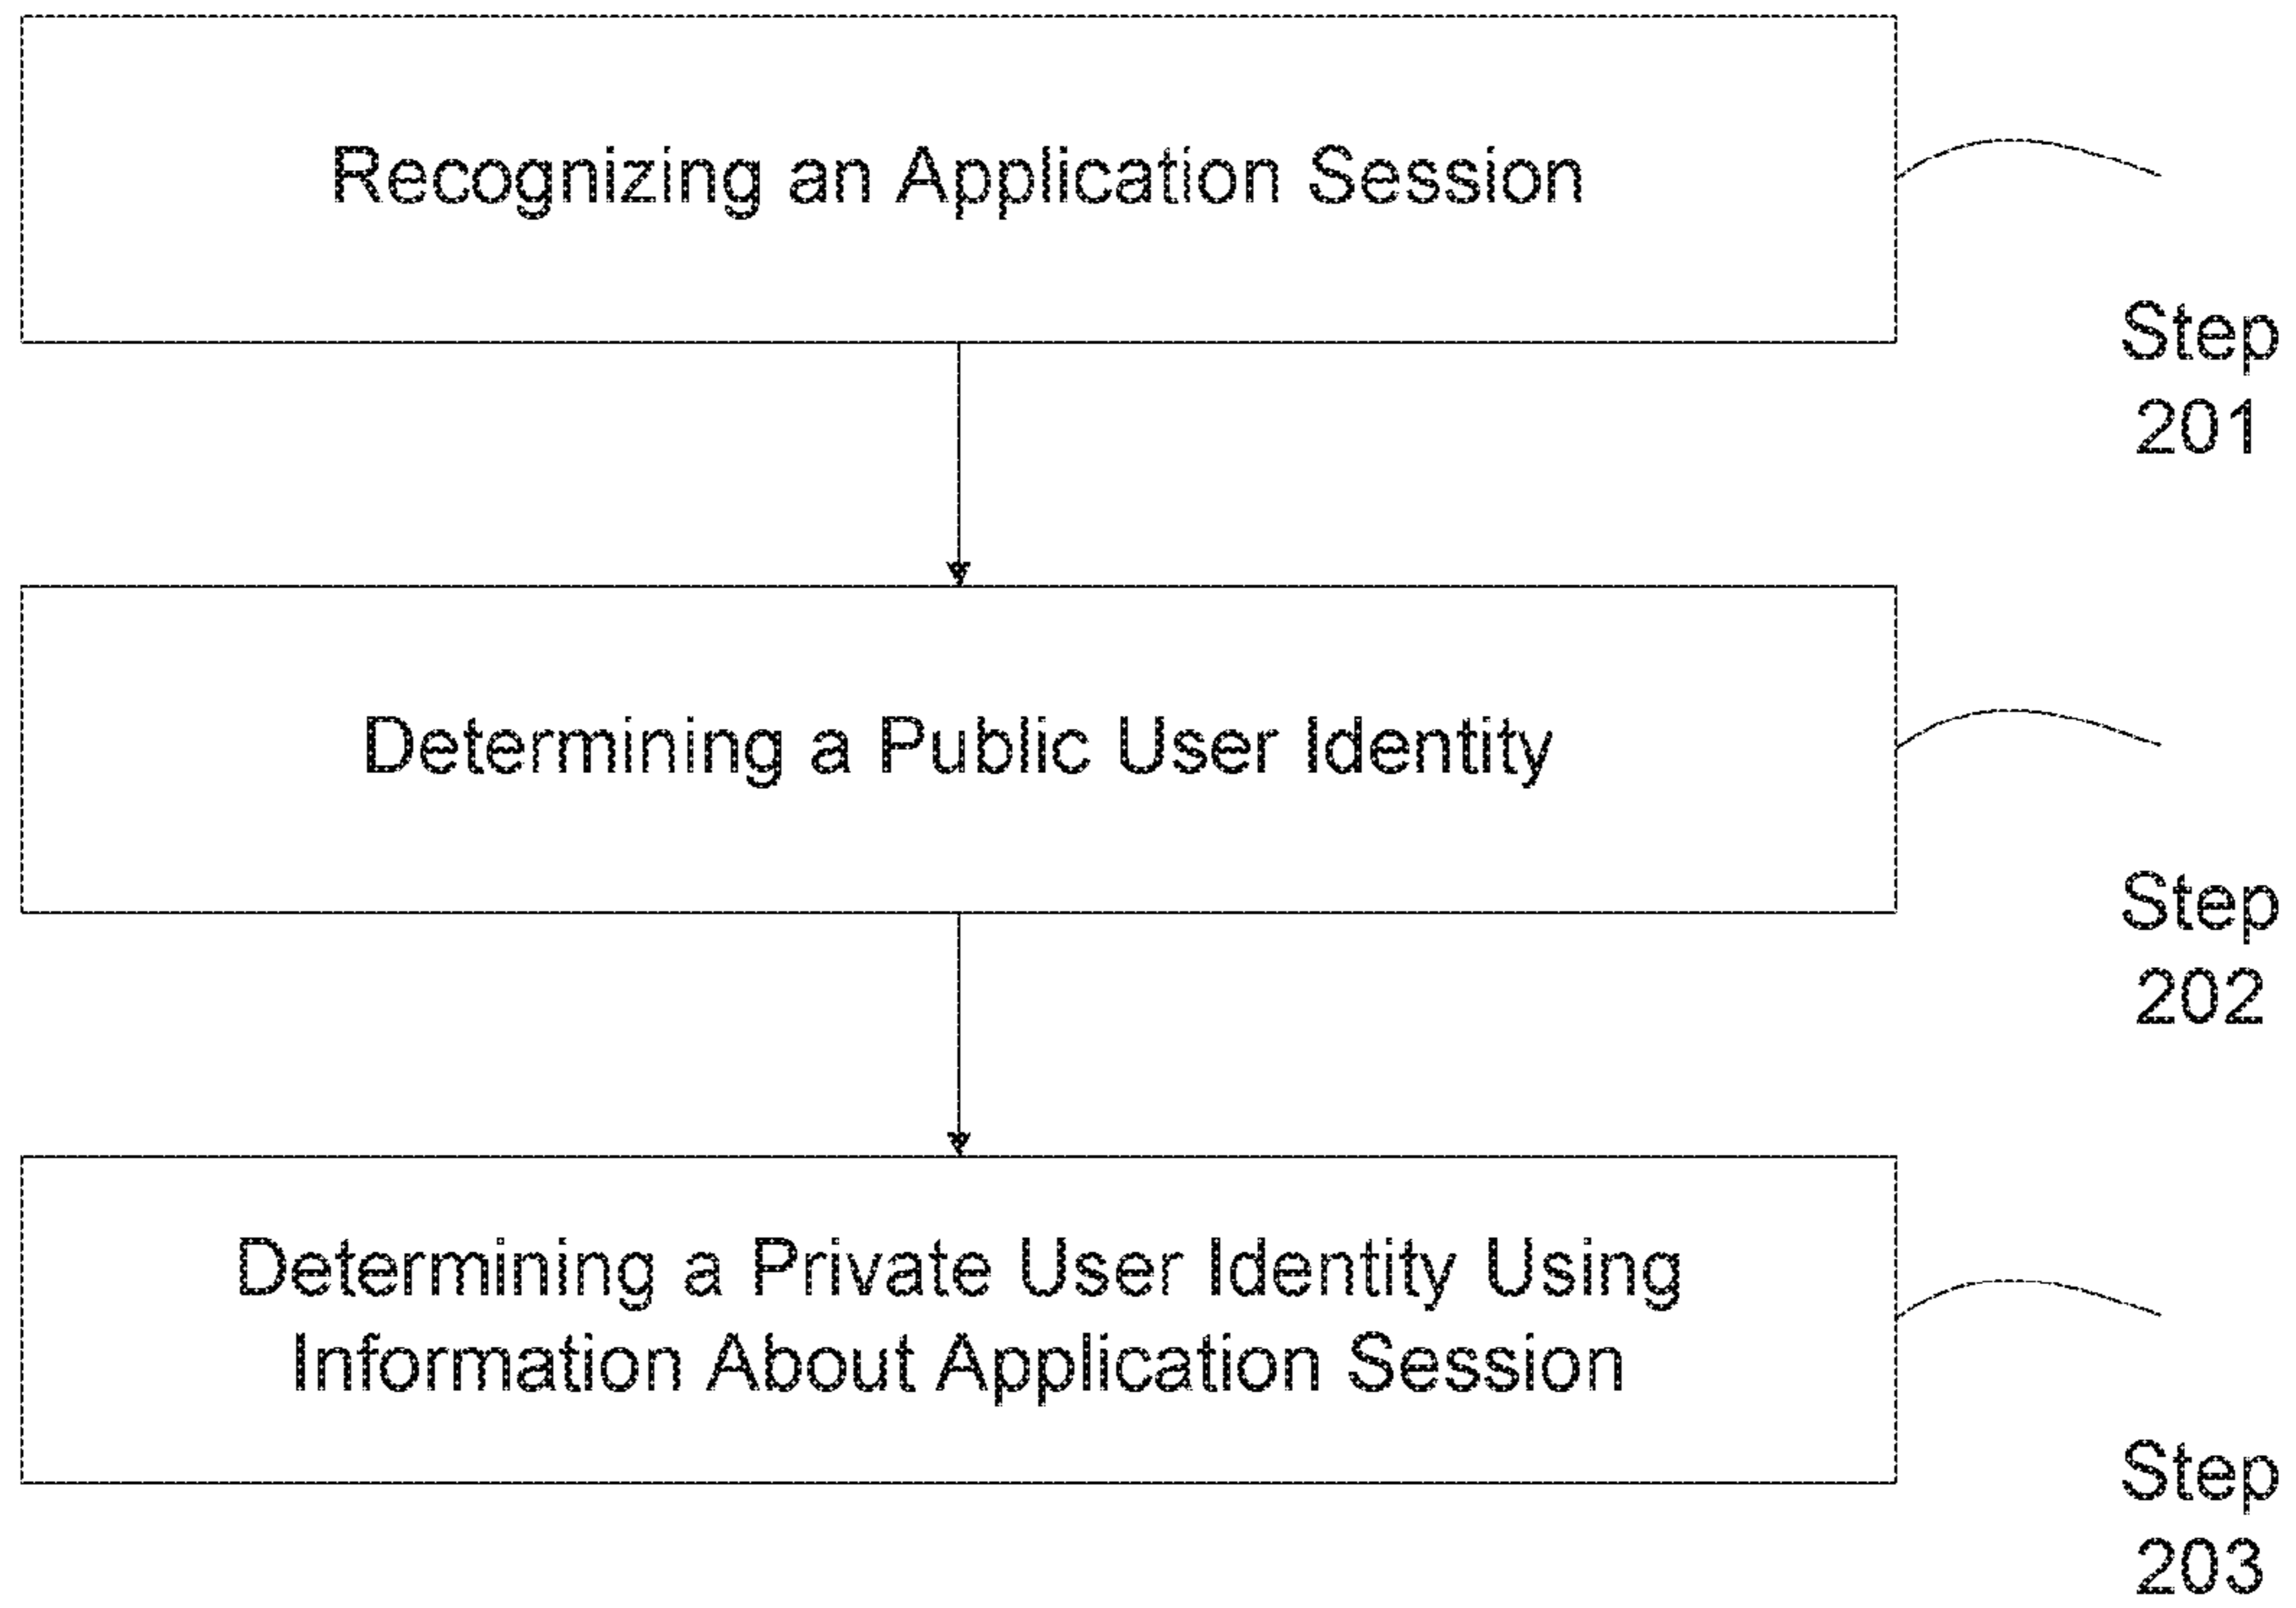 Recognizing an Application Session
Step
201
Determining a Public User Identity
Step
202
Determining a Private User Identity Using
Information About Application Session
Step
203